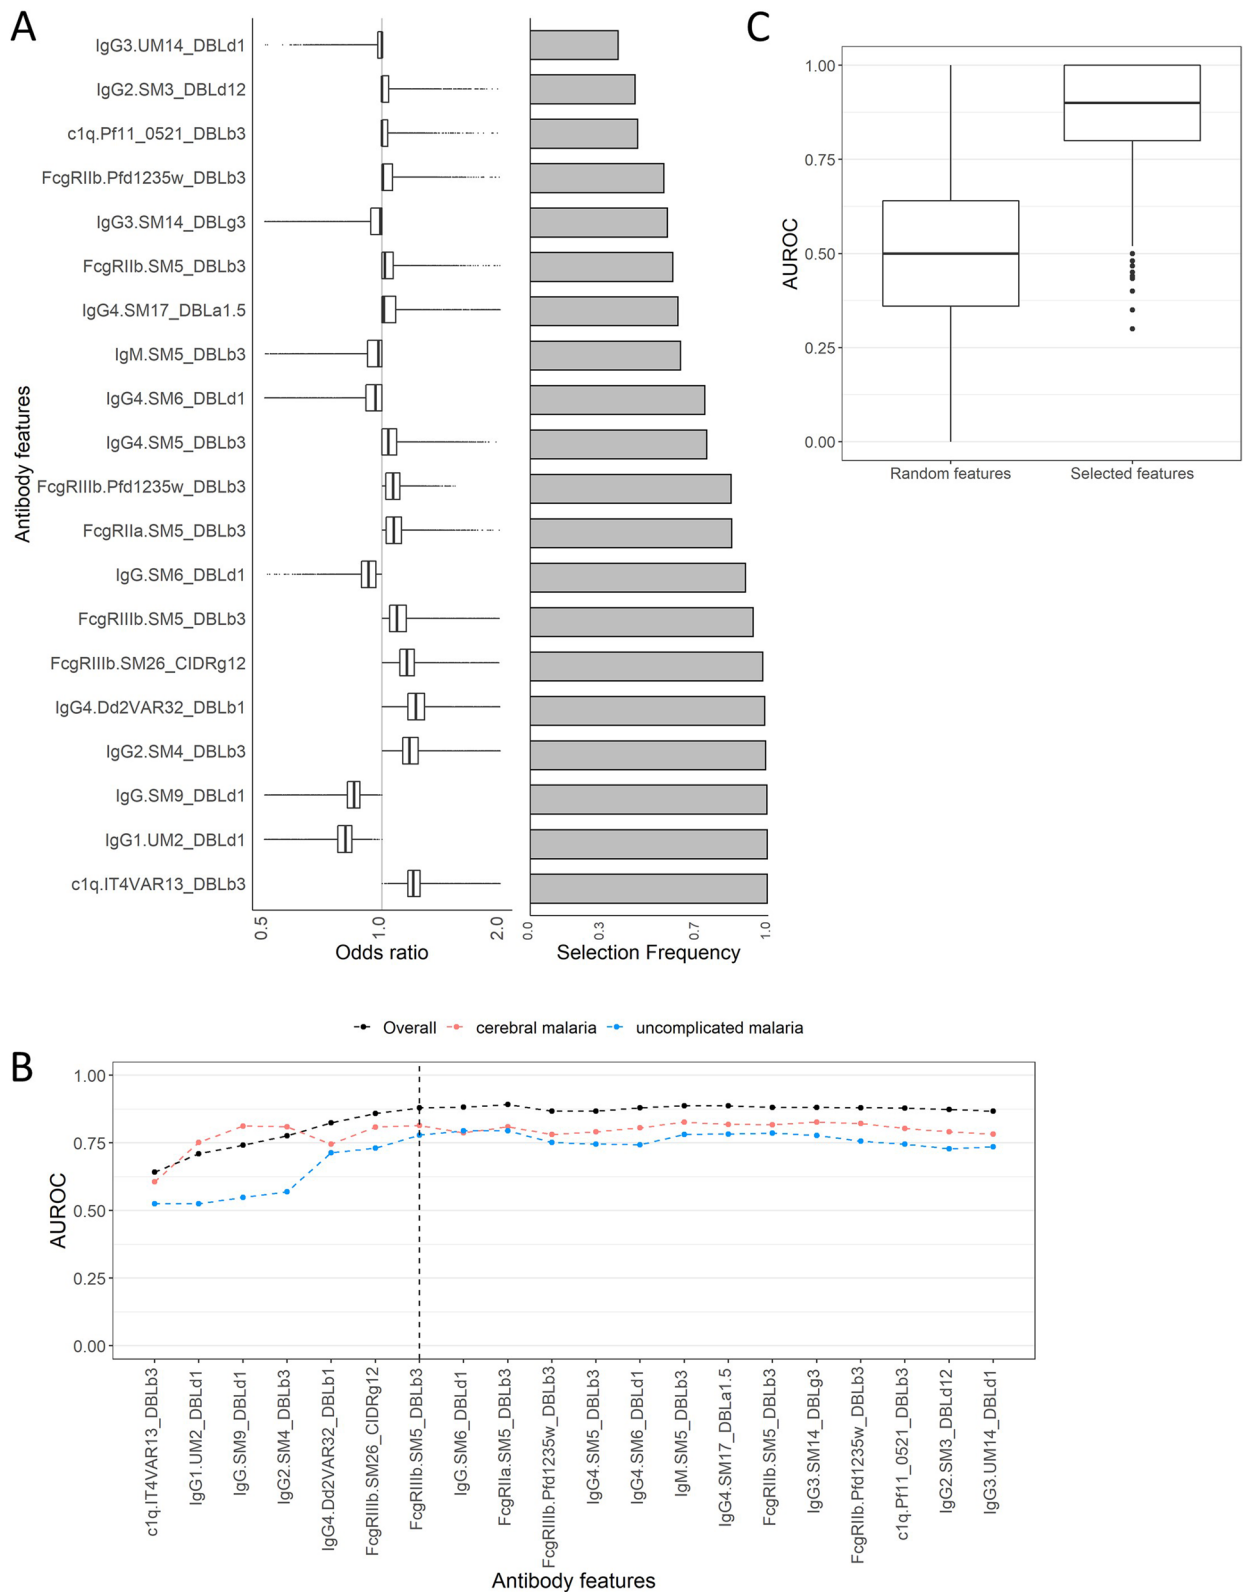 A
C
IgG3.UM14_DBLd1
IgG2.SM3_DBLd12
c1q.Pf11_0521_DBLb3
FcgRIIb.Pfd1235w_DBLb3
IgG3.SM14_DBLg3
FcgRIIb.SM5_DBLb3
IgG4.SM17_DBLa1.5
IgM.SM5_DBLb3
IgG4.SM6_DBLd1
IgG4.SM5_DBLb3
FcgRIIIb.Pfd1235w_DBLb3
FcgRIIa.SM5_DBLb3
IgG.SM6_DBLd1
FcgRIIIb.SM5_DBLb3
FcgRIIIb.SM26_CIDRg12
IgG4.Dd2VAR32_DBLb1
IgG2.SM4_DBLb3
IgG.SM9_DBLd1
IgG1.UM2_DBLd1
c1q.IT4VAR13_DBLb3
Antibody features
0.5
1.0
2.0
Odds ratio
0.0
0.3
0.7
1.0
Selection Frequency
1.00
0.75
0.50
0.25
0.00
AUROC
Random features
Selected features
Overall
cerebral malaria
uncomplicated malaria
B
1.00
0.75
0.50
0.25
0.00
AUROC
c1q.IT4VAR13_DBLb3
IgG1.UM2_DBLd1
IgG.SM9_DBLd1
IgG2.SM4_DBLb3
IgG4.Dd2VAR32_DBLb1
FcgRIIIb.SM26_CIDRg12
FcgRIIIb.SM5_DBLb3
IgG.SM6_DBLd1
FcgRIIa.SM5_DBLb3
FcgRIIIb.Pfd1235w_DBLb3
IgG4.SM5_DBLb3
IgG4.SM6_DBLd1
IgM.SM5_DBLb3
IgG4.SM17_DBLa1.5
FcgRIIb.SM5_DBLb3
IgG3.SM14_DBLg3
FcgRIIb.Pfd1235w_DBLb3
c1q.Pf11_0521_DBLb3
IgG2.SM3_DBLd12
IgG3.UM14_DBLd1
Antibody features